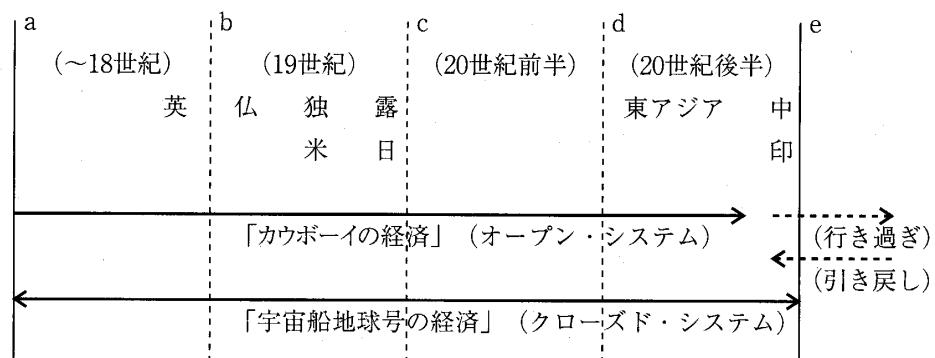 a b c d e
(~18世紀) (19世紀) (20世紀前半) (20世紀後半)
英 仏 独 露 東アジア 中
米 日 印
「カウボーイの経済」(オープン・システム) (行き過ぎ)
(引き戻し)
「宇宙船地球号の経済」(クローズド・システム)